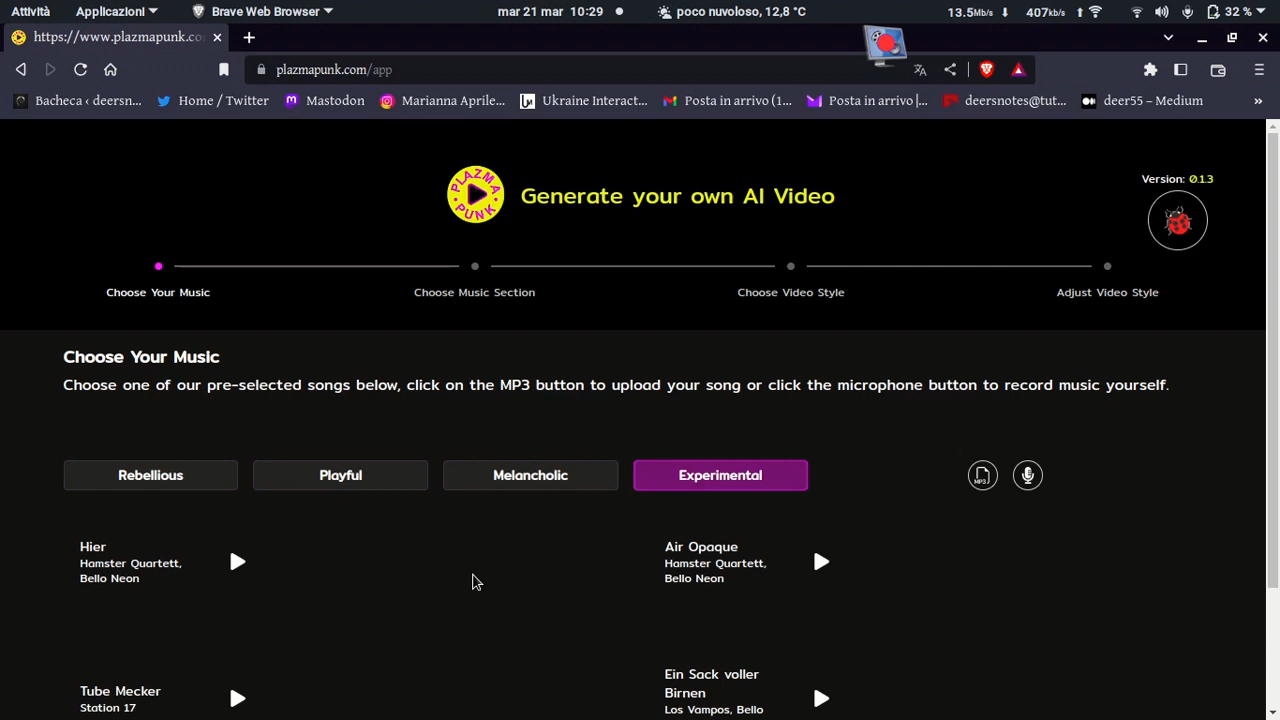 Attività Applicazioni Brave Web Browser mar 21 mar 10:29 poco nuvoloso, 12,8 °C 13.5Mb/s 407kb/s 32 %
https://www.plazmapunk.co
plazmapunk.com/app
Bacheca ‹ deersn... Home / Twitter Mastodon Marianna Aprile... Ukraine Interact... Posta in arrivo (1... Posta in arrivo |... deersnotes@tut... deer55 – Medium »
PLAZMA PUNK
Generate your own AI Video
Version: 0.1.3
Choose Your Music Choose Music Section Choose Video Style Adjust Video Style
Choose Your Music
Choose one of our pre-selected songs below, click on the MP3 button to upload your song or click the microphone button to record music yourself.
Rebellious Playful Melancholic Experimental MP3
Hier
Hamster Quartett,
Bello Neon
Air Opaque
Hamster Quartett,
Bello Neon
Tube Mecker
Station 17
Ein Sack voller
Birnen
Los Vampos, Bello